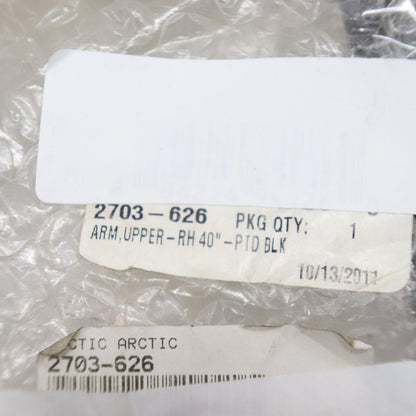 2703-626 PKG QTY: 1
ARM,UPPER-RH 40"-PTD BLK
10/13/2011
CTIC ARCTIC
2703-626